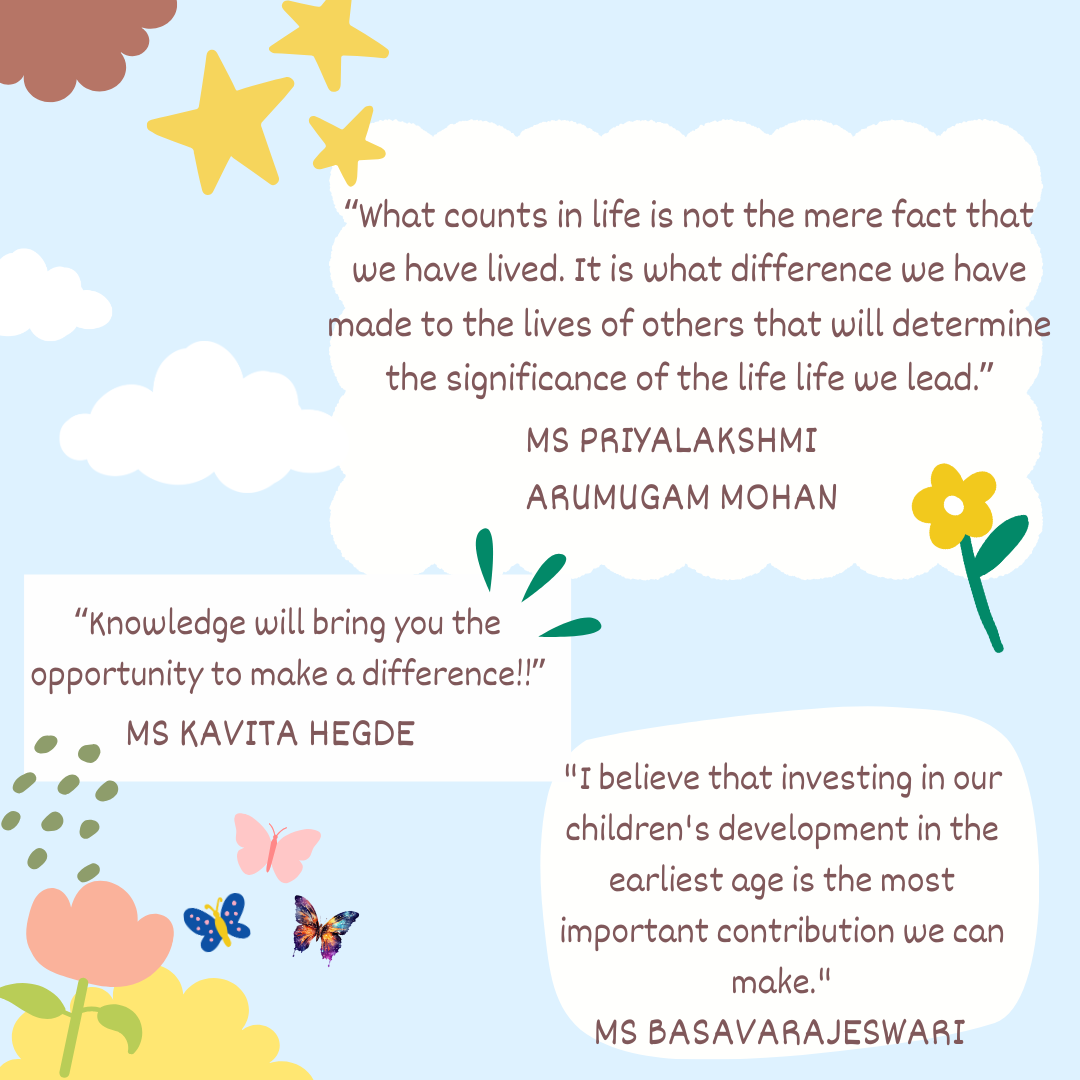 “What counts in life is not the mere fact that
we have lived. It is what difference we have
made to the lives of others that will determine
the significance of the life life we lead.”
MS PRIYALAKSHMI
ARUMUGAM MOHAN
“Knowledge will bring you the
opportunity to make a difference!!”
MS KAVITA HEGDE
"I believe that investing in our
children's development in the
earliest age is the most
important contribution we can
make."
MS BASAVARAJESWARI